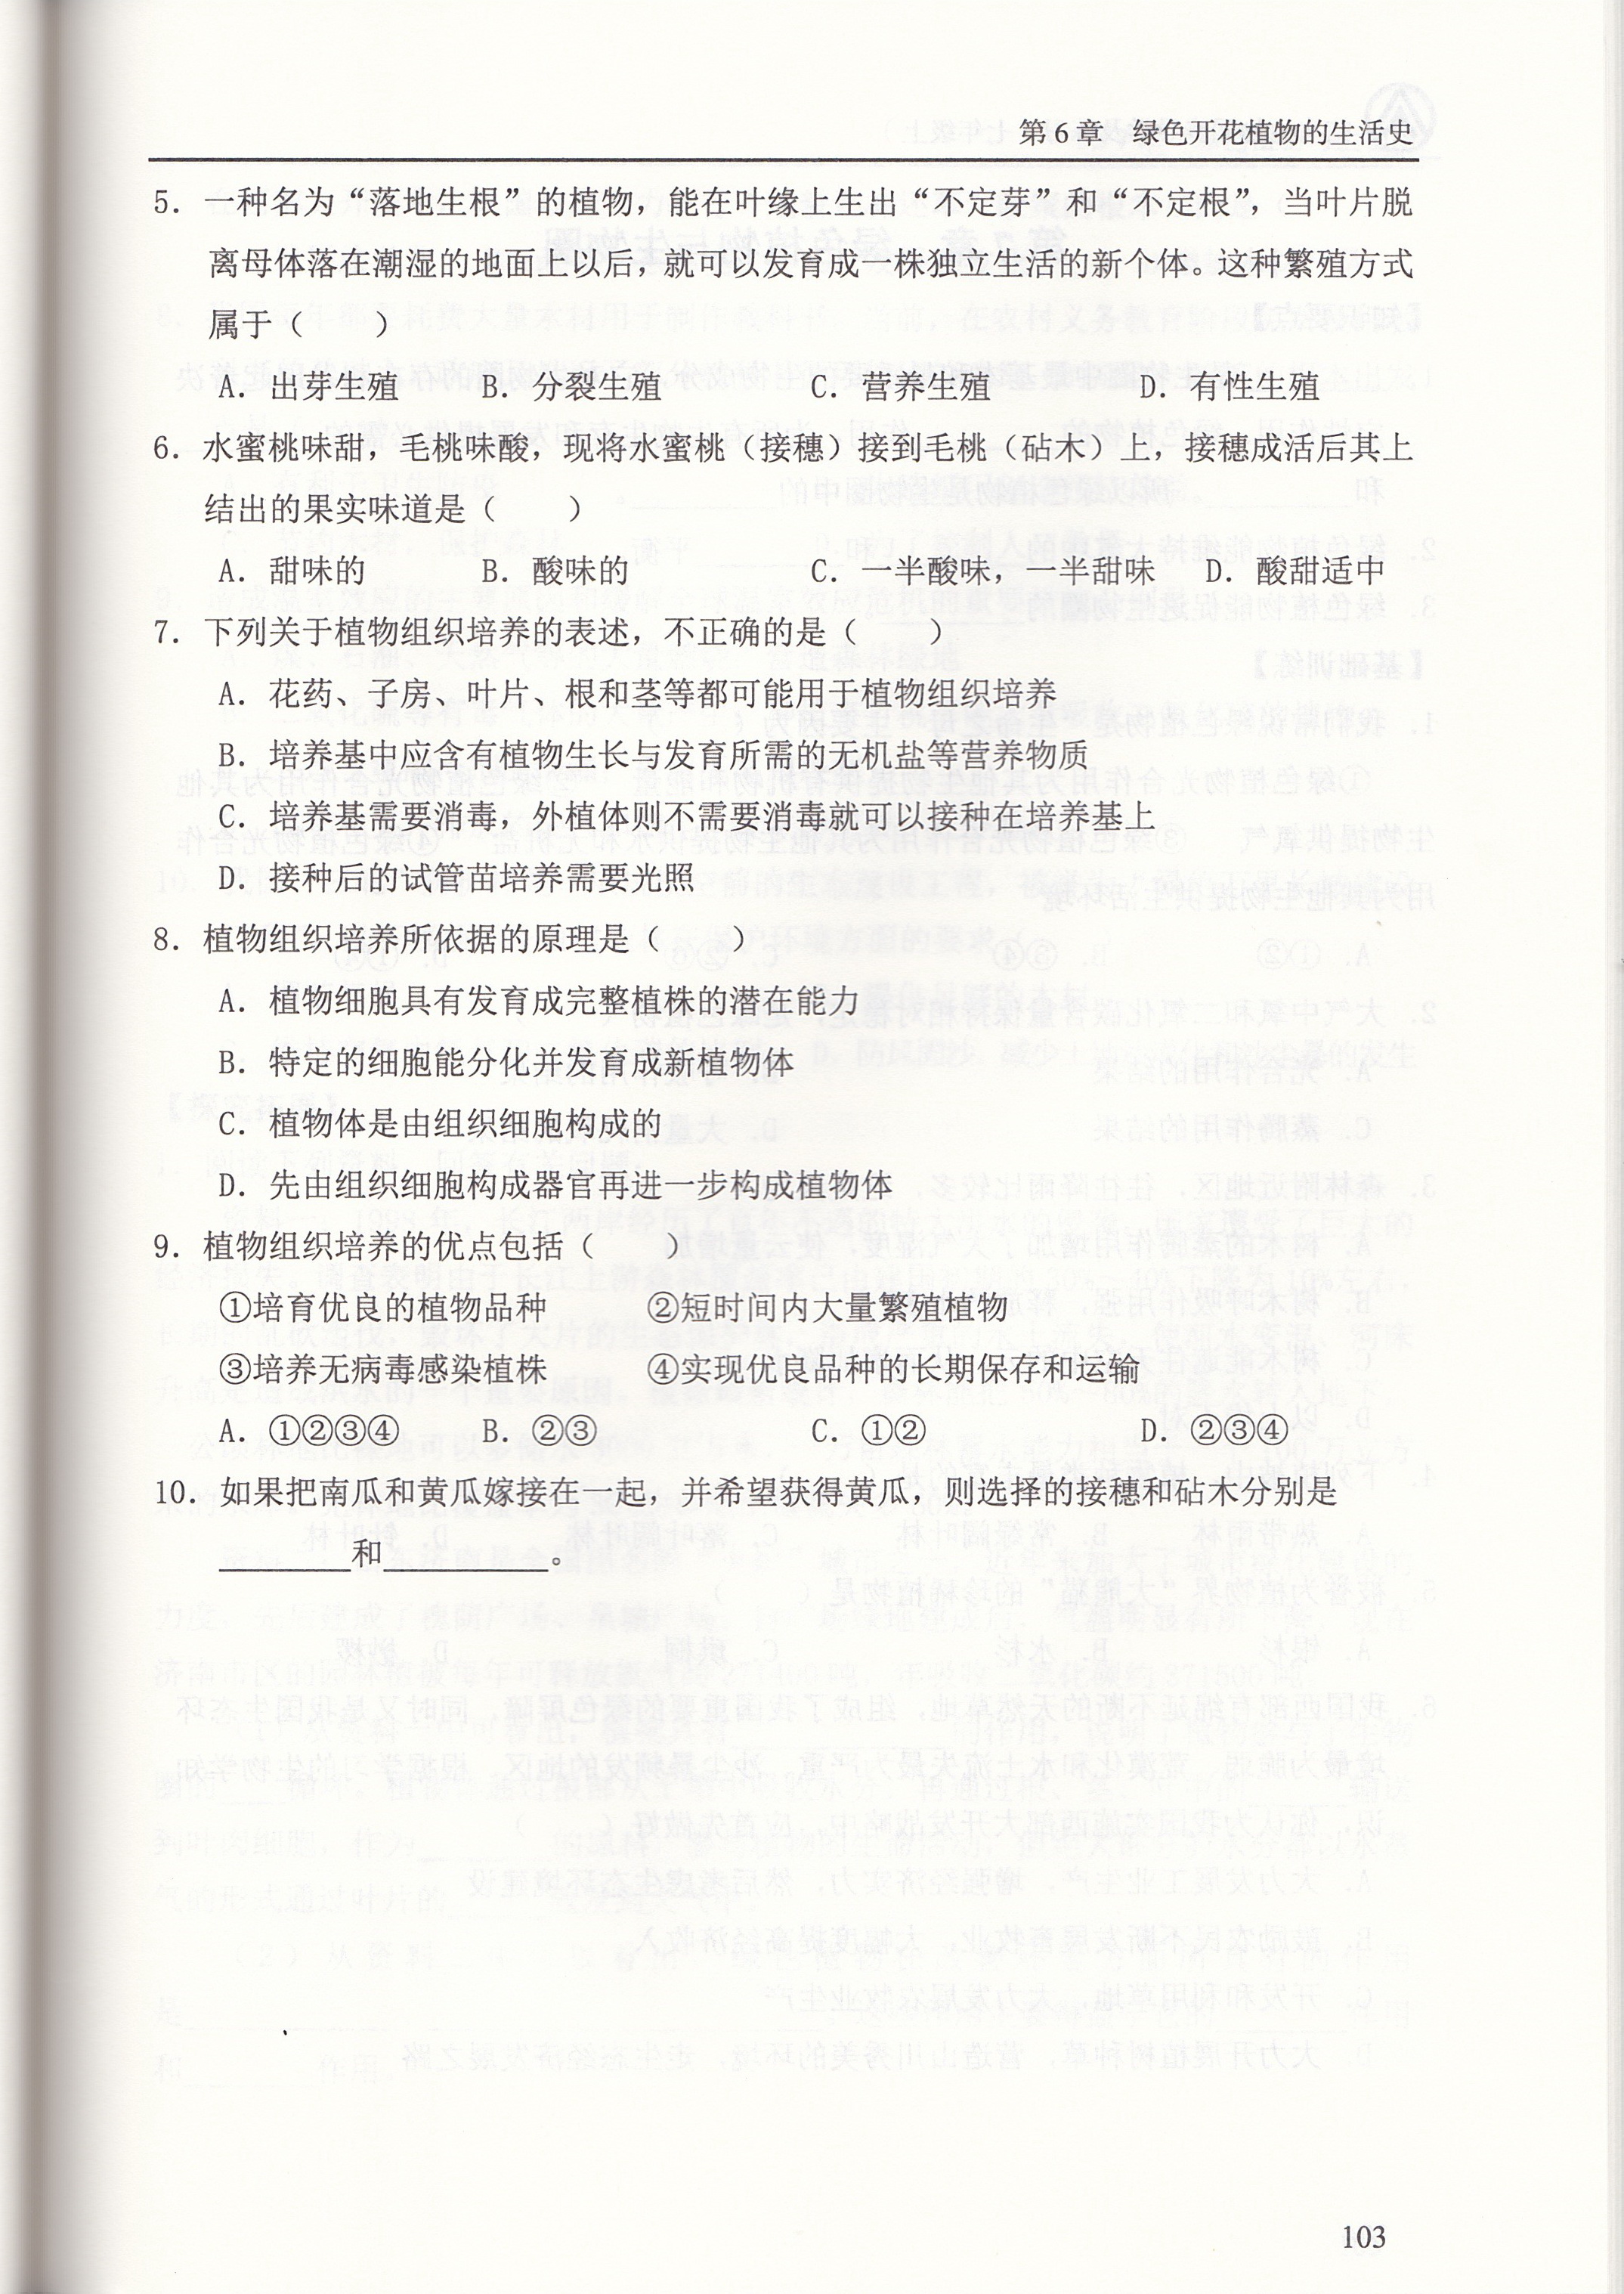 第6章　绿色开花植物的生活史
5. 一种名为“落地生根”的植物，能在叶缘上生出“不定芽”和“不定根”，当叶片脱
离母体落在潮湿的地面上以后，就可以发育成一株独立生活的新个体。这种繁殖方式
属于（　　）
A. 出芽生殖　B. 分裂生殖　C. 营养生殖　D. 有性生殖
6. 水蜜桃味甜，毛桃味酸，现将水蜜桃（接穗）接到毛桃（砧木）上，接穗成活后其上
结出的果实味道是（　　）
A. 甜味的　B. 酸味的　C. 一半酸味，一半甜味　D. 酸甜适中
7. 下列关于植物组织培养的表述，不正确的是（　　）
A. 花药、子房、叶片、根和茎等都可能用于植物组织培养
B. 培养基中应含有植物生长与发育所需的无机盐等营养物质
C. 培养基需要消毒，外植体则不需要消毒就可以接种在培养基上
D. 接种后的试管苗培养需要光照
8. 植物组织培养所依据的原理是（　　）
A. 植物细胞具有发育成完整植株的潜在能力
B. 特定的细胞能分化并发育成新植物体
C. 植物体是由组织细胞构成的
D. 先由组织细胞构成器官再进一步构成植物体
9. 植物组织培养的优点包括（　　）
①培育优良的植物品种　②短时间内大量繁殖植物
③培养无病毒感染植株　④实现优良品种的长期保存和运输
A. ①②③④　B. ②③　C. ①②　D. ②③④
10. 如果把南瓜和黄瓜嫁接在一起，并希望获得黄瓜，则选择的接穗和砧木分别是
________和__________。
103